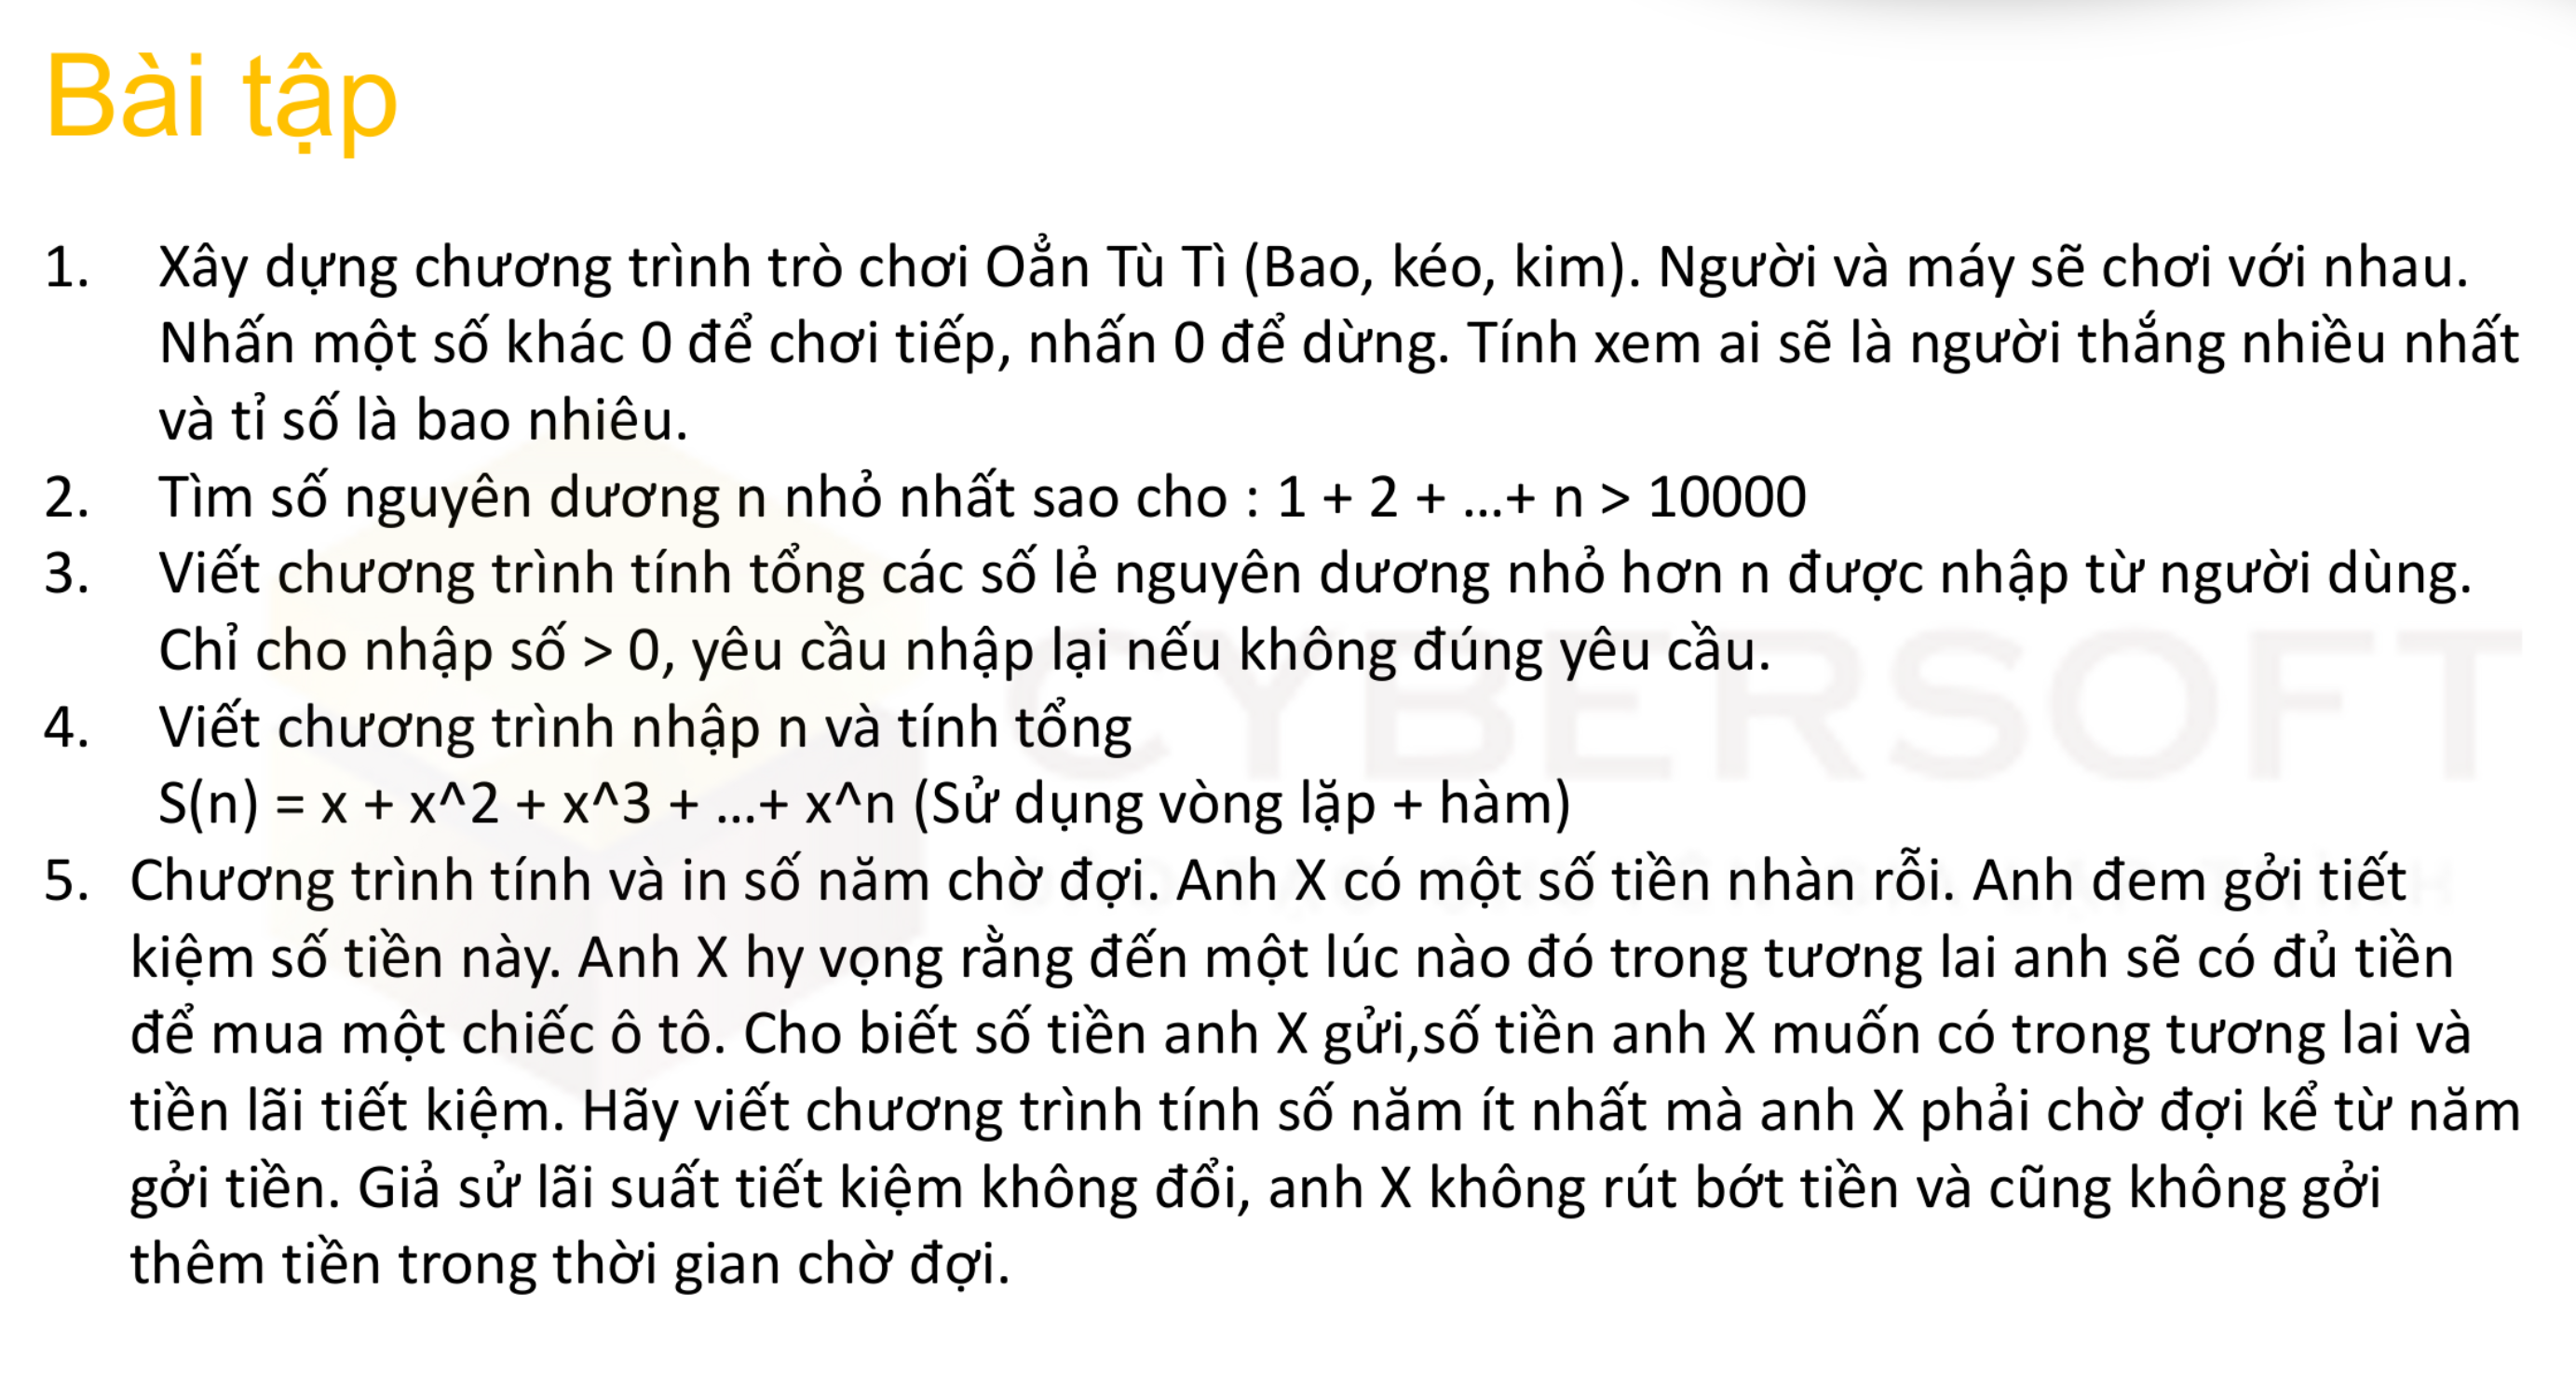 Bài tập
1. Xây dựng chương trình trò chơi Oẳn Tù Tì (Bao, kéo, kim). Người và máy sẽ chơi với nhau.
Nhấn một số khác 0 để chơi tiếp, nhấn 0 để dừng. Tính xem ai sẽ là người thắng nhiều nhất
và tỉ số là bao nhiêu.
2. Tìm số nguyên dương n nhỏ nhất sao cho : 1 + 2 + ...+ n > 10000
3. Viết chương trình tính tổng các số lẻ nguyên dương nhỏ hơn n được nhập từ người dùng.
Chỉ cho nhập số > 0, yêu cầu nhập lại nếu không đúng yêu cầu.
CYBERSOFT
4. Viết chương trình nhập n và tính tổng
S(n) = x + x^2 + x^3 + ...+ x^n (Sử dụng vòng lặp + hàm)
5. Chương trình tính và in số năm chờ đợi. Anh X có một số tiền nhàn rỗi. Anh đem gởi tiết
kiệm số tiền này. Anh X hy vọng rằng đến một lúc nào đó trong tương lai anh sẽ có đủ tiền
để mua một chiếc ô tô. Cho biết số tiền anh X gửi,số tiền anh X muốn có trong tương lai và
tiền lãi tiết kiệm. Hãy viết chương trình tính số năm ít nhất mà anh X phải chờ đợi kể từ năm
gởi tiền. Giả sử lãi suất tiết kiệm không đổi, anh X không rút bớt tiền và cũng không gởi
thêm tiền trong thời gian chờ đợi.